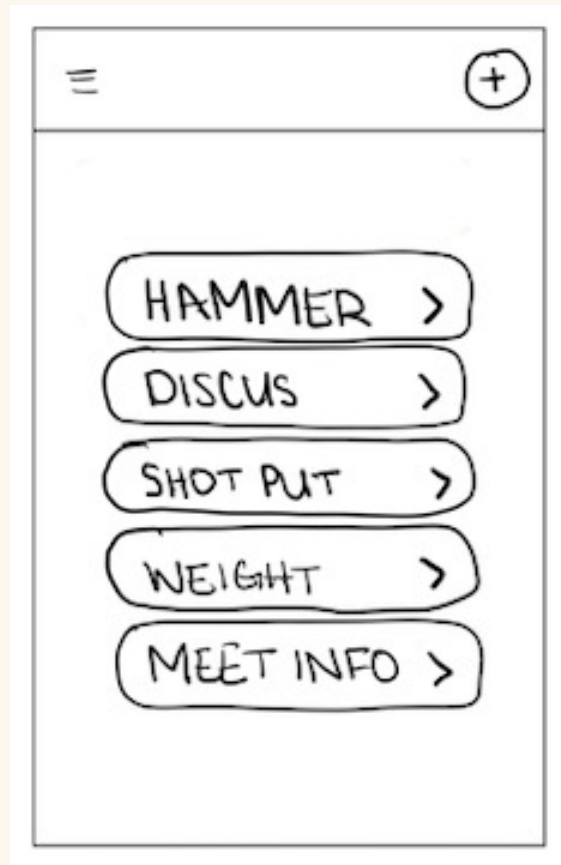 +
HAMMER >
DISCUS >
SHOT PUT >
WEIGHT >
MEET INFO >